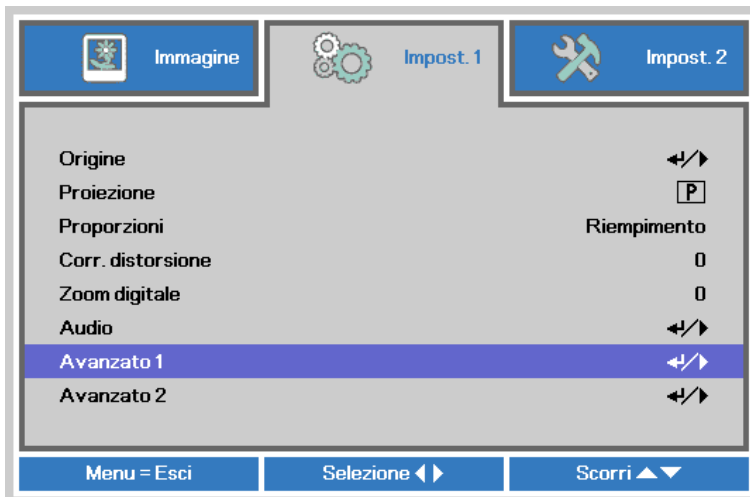 Immagine Impost. 1 Impost. 2
Origine
Proiezione P
Proporzioni Riempimento
Corr. distorsione 0
Zoom digitale 0
Audio
Avanzato 1
Avanzato 2
Menu = Esci Selezione Scorri